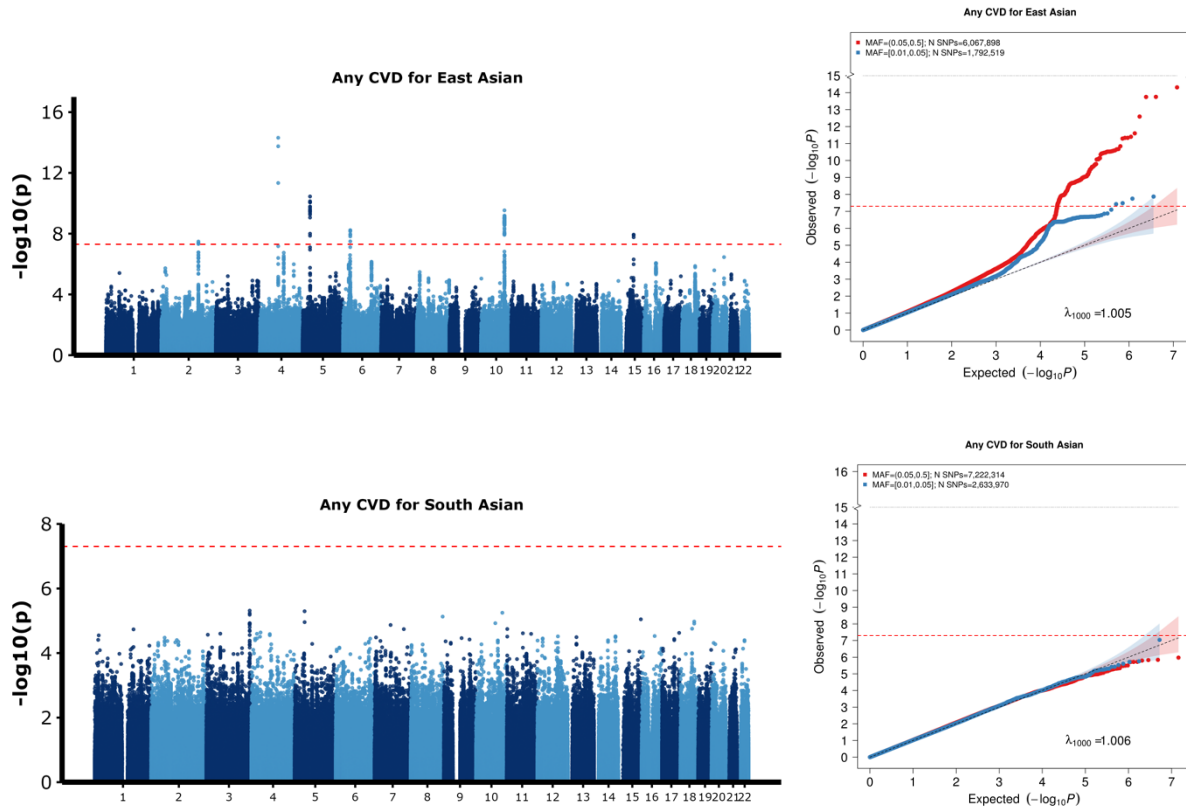 Any CVD for East Asian
-log10(p)
16
12
8
4
0
1 2 3 4 5 6 7 8 9 10 11 12 13 14 15 16 17 18 19 20 21 22
Any CVD for East Asian
MAF=(0.05,0.5]; N SNPs=6,067,898
MAF=[0.01,0.05]; N SNPs=1,792,519
Observed (−log10P)
15
15
14
13
12
11
10
9
8
7
6
5
4
3
2
1
0
λ1000 =1.005
0 1 2 3 4 5 6 7
Expected (−log10P)
Any CVD for South Asian
-log10(p)
8
6
4
2
0
1 2 3 4 5 6 7 8 9 10 11 12 13 14 15 16 17 18 19 20 21 22
Any CVD for South Asian
MAF=(0.05,0.5]; N SNPs=7,222,314
MAF=[0.01,0.05]; N SNPs=2,633,970
Observed (−log10P)
16
15
14
13
12
11
10
9
8
7
6
5
4
3
2
1
0
λ1000 =1.006
0 1 2 3 4 5 6 7
Expected (−log10P)